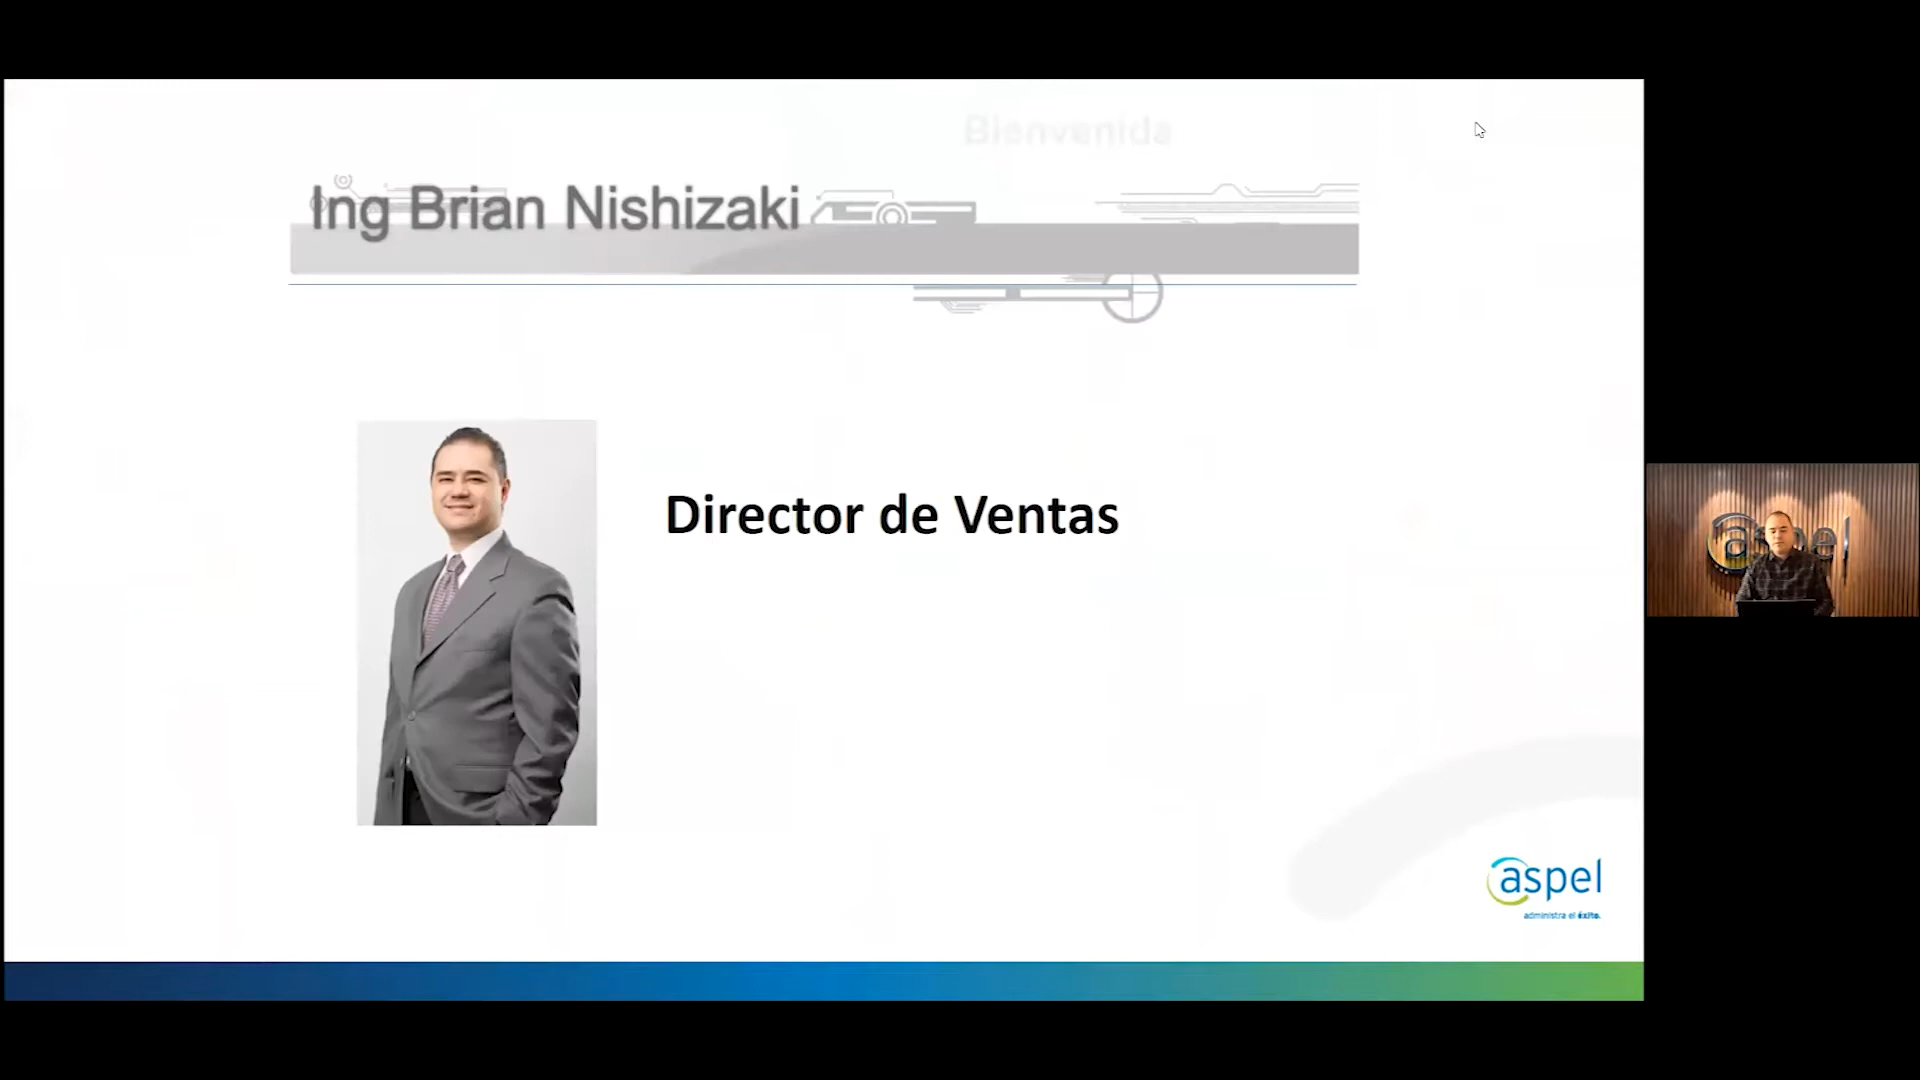 Bienvenida
Ing Brian Nishizaki
Director de Ventas
aspel
aspel
administra el éxito.